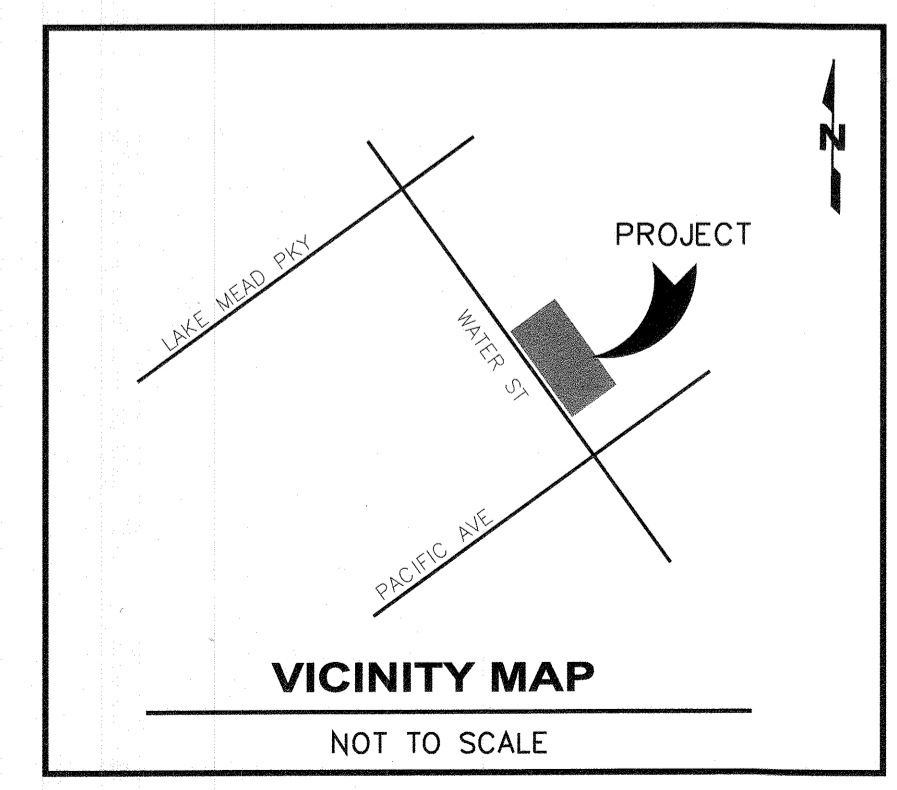 N
PROJECT
LAKE MEAD PKY
WATER ST
PACIFIC AVE
VICINITY MAP
NOT TO SCALE